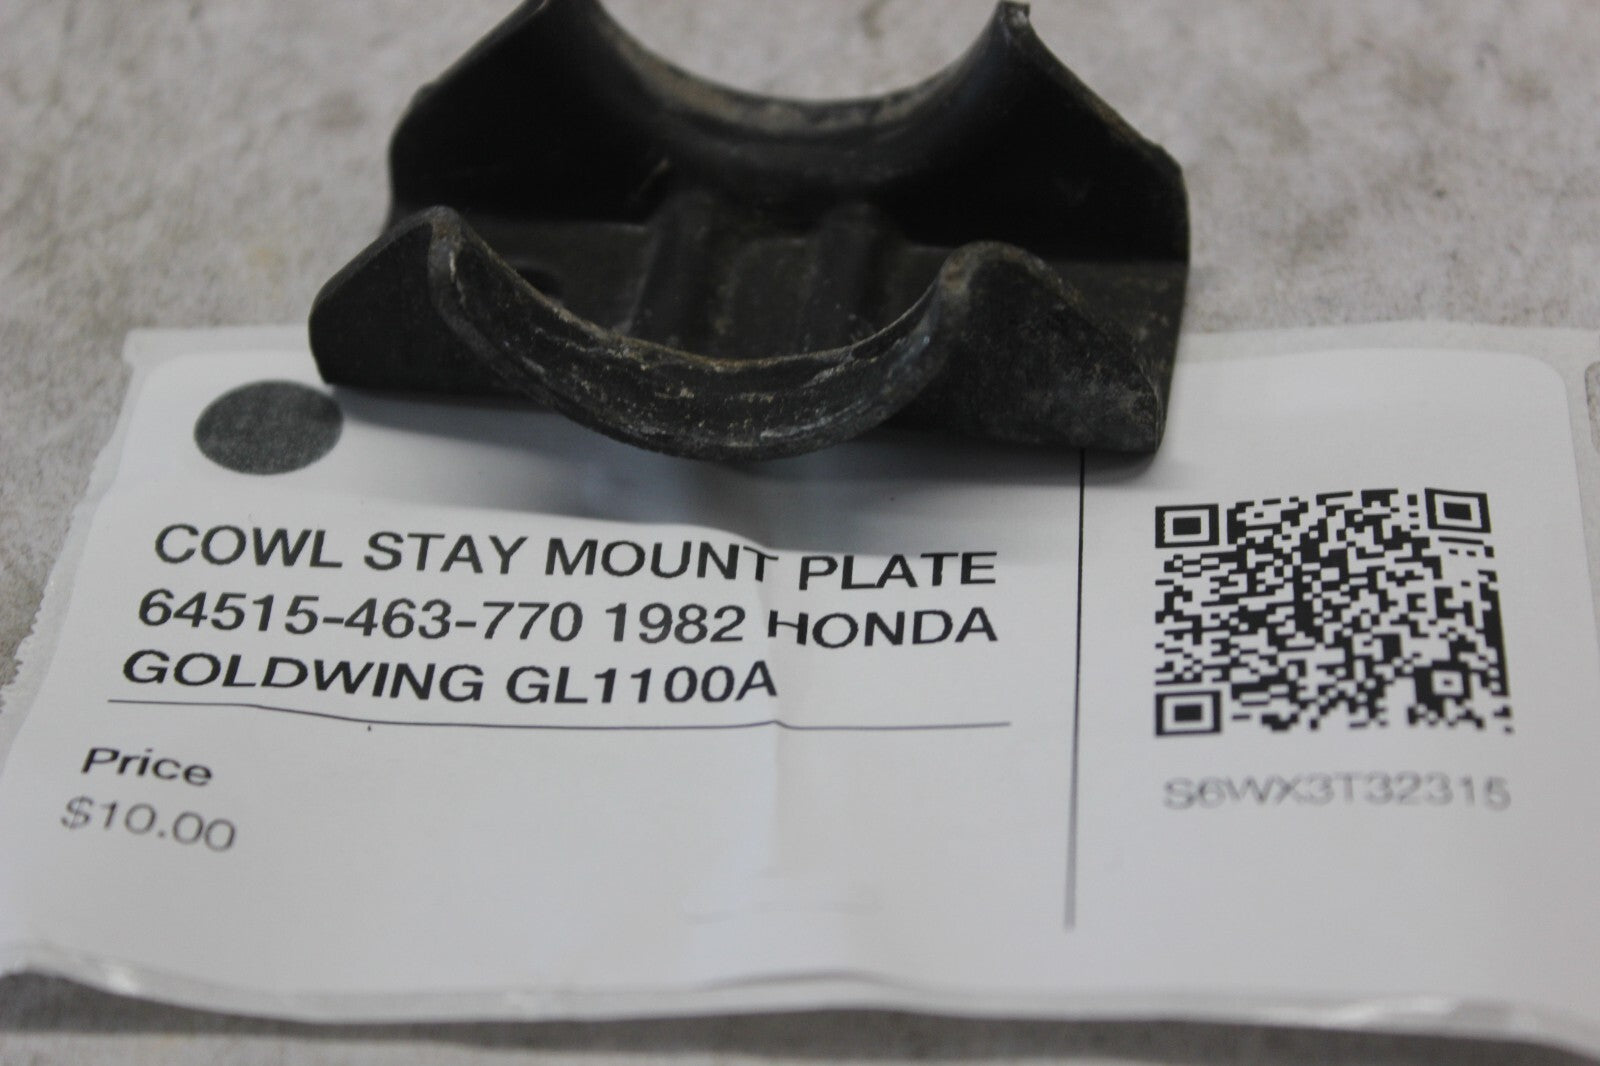 COWL STAY MOUNT PLATE
64515-463-770 1982 HONDA
GOLDWING GL1100A
Price
$10.00
S6WX3T32315